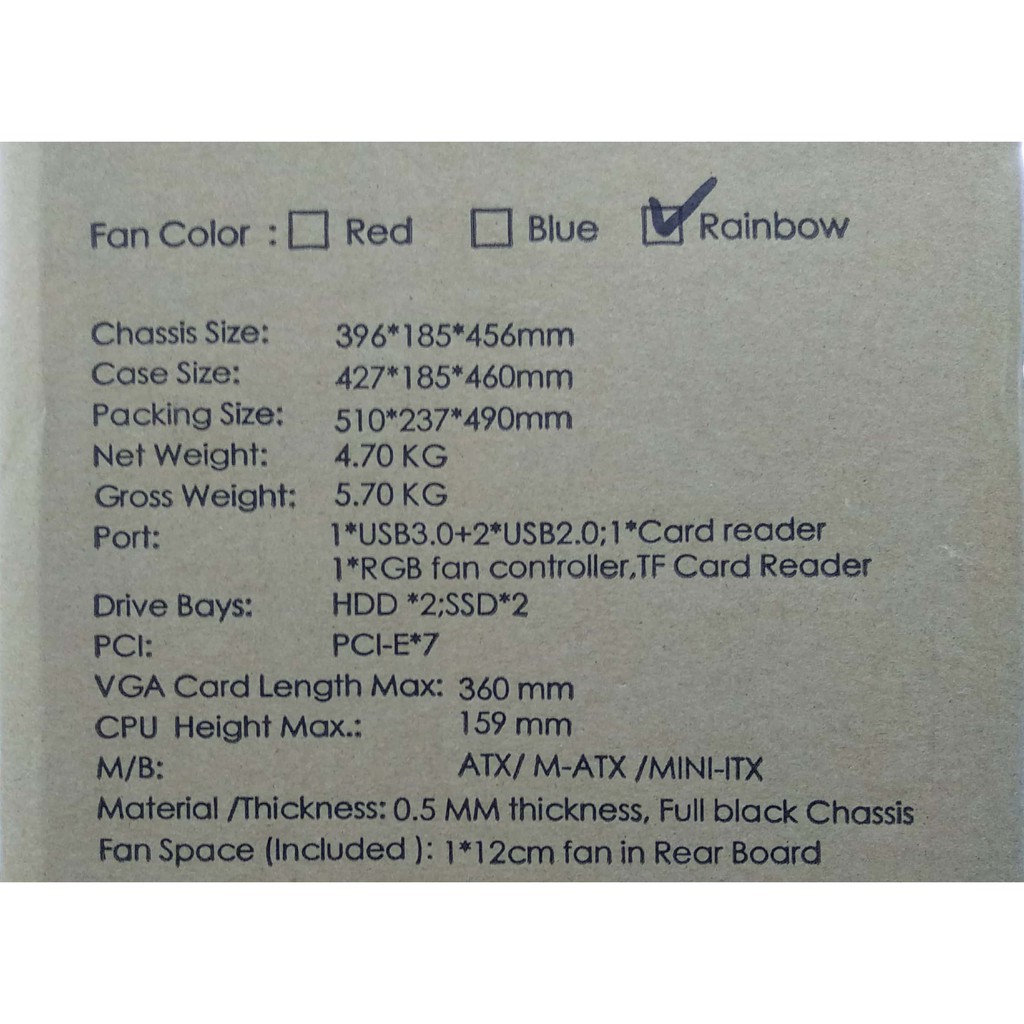 Fan Color : Red Blue Rainbow
Chassis Size: 396*185*456mm
Case Size: 427*185*460mm
Packing Size: 510*237*490mm
Net Weight: 4.70 KG
Gross Weight: 5.70 KG
Port: 1*USB3.0+2*USB2.0;1*Card reader
1*RGB fan controller,TF Card Reader
Drive Bays: HDD *2;SSD*2
PCI: PCI-E*7
VGA Card Length Max: 360 mm
CPU Height Max.: 159 mm
M/B: ATX/ M-ATX /MINI-ITX
Material /Thickness: 0.5 MM thickness, Full black Chassis
Fan Space (Included ): 1*12cm fan in Rear Board